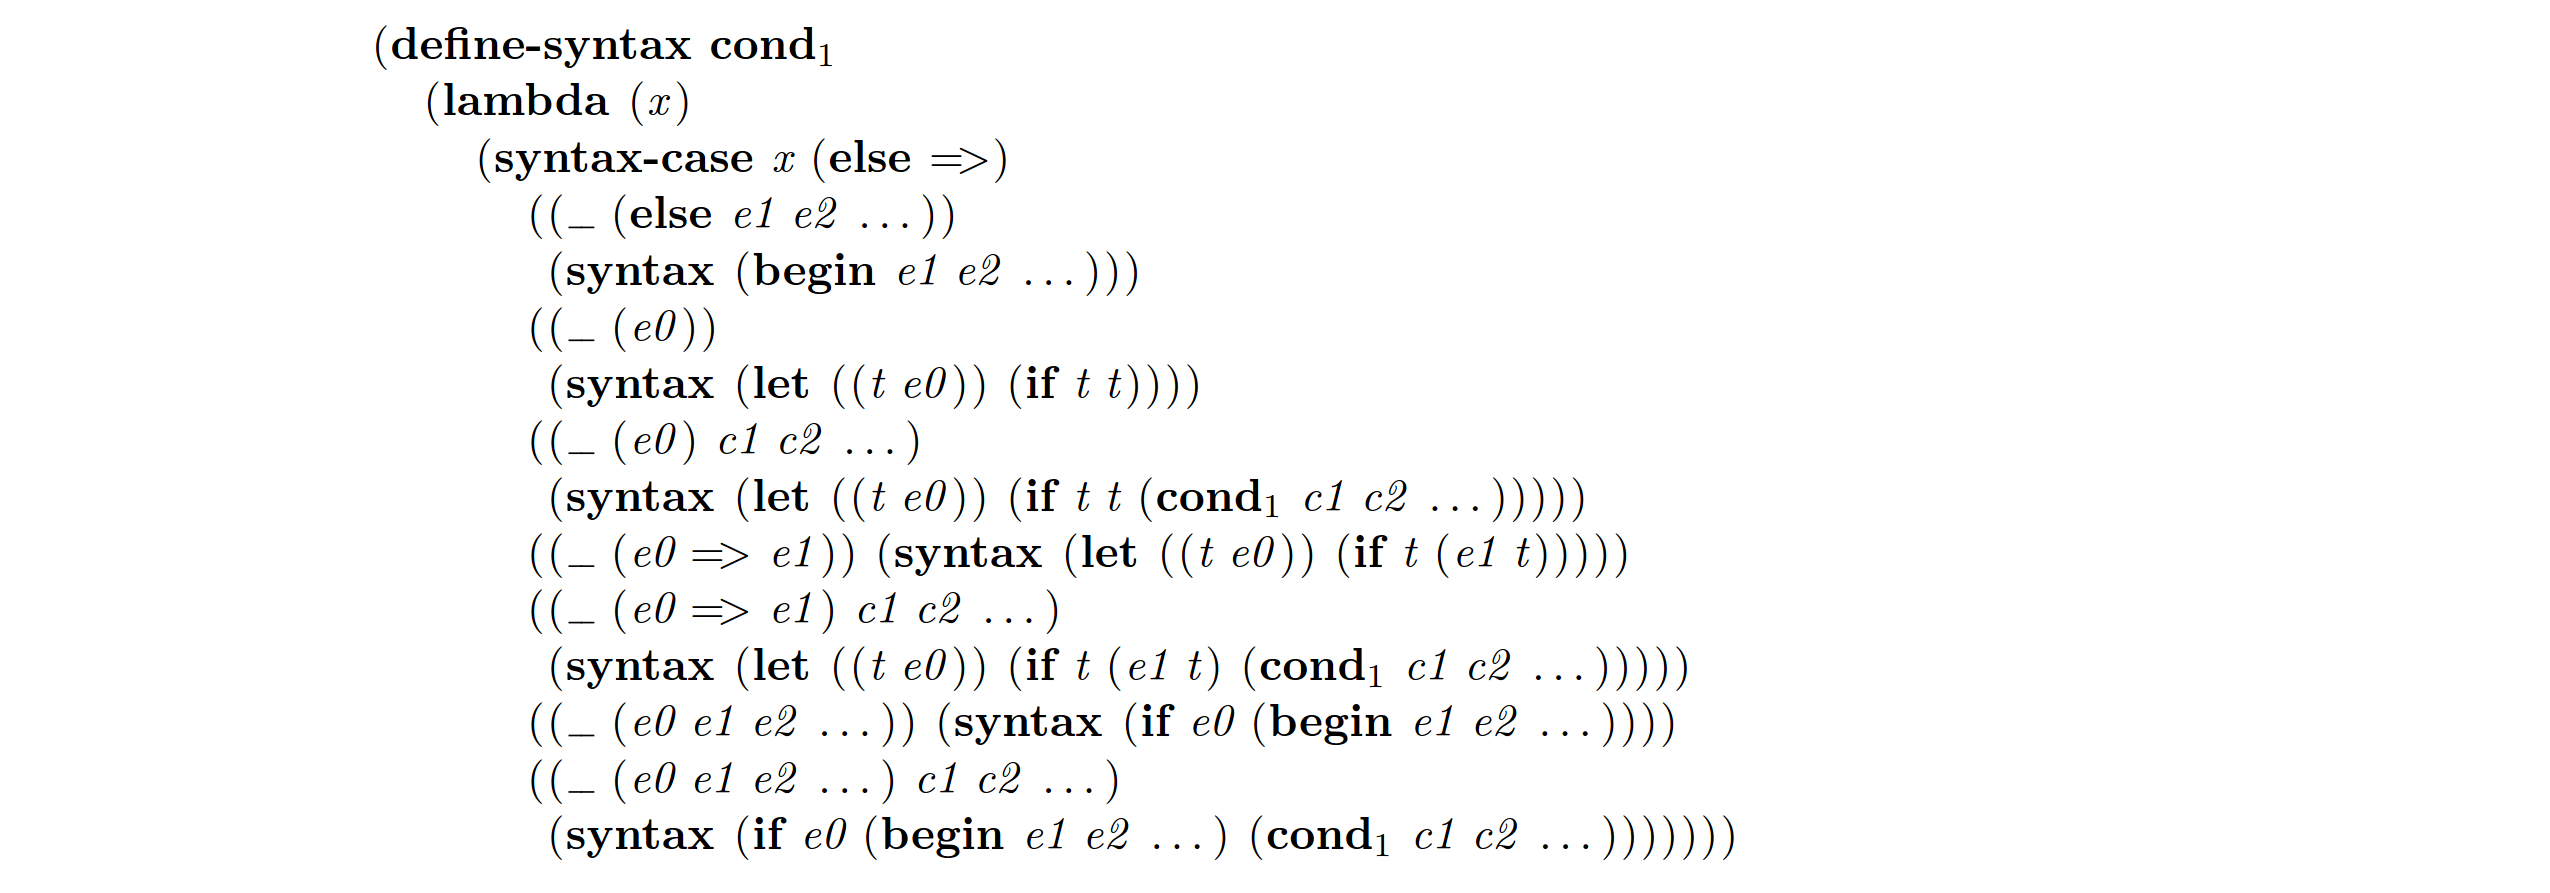 (define-syntax cond₁
(lambda (x)
(syntax-case x (else =>)
((_ (else e1 e2 ...))
(syntax (begin e1 e2 ...)))
((_ (e0))
(syntax (let ((t e0)) (if t t))))
((_ (e0) c1 c2 ...)
(syntax (let ((t e0)) (if t t (cond₁ c1 c2 ...)))))
((_ (e0 => e1)) (syntax (let ((t e0)) (if t (e1 t)))))
((_ (e0 => e1) c1 c2 ...)
(syntax (let ((t e0)) (if t (e1 t) (cond₁ c1 c2 ...)))))
((_ (e0 e1 e2 ...)) (syntax (if e0 (begin e1 e2 ...))))
((_ (e0 e1 e2 ...) c1 c2 ...)
(syntax (if e0 (begin e1 e2 ...) (cond₁ c1 c2 ...)))))))